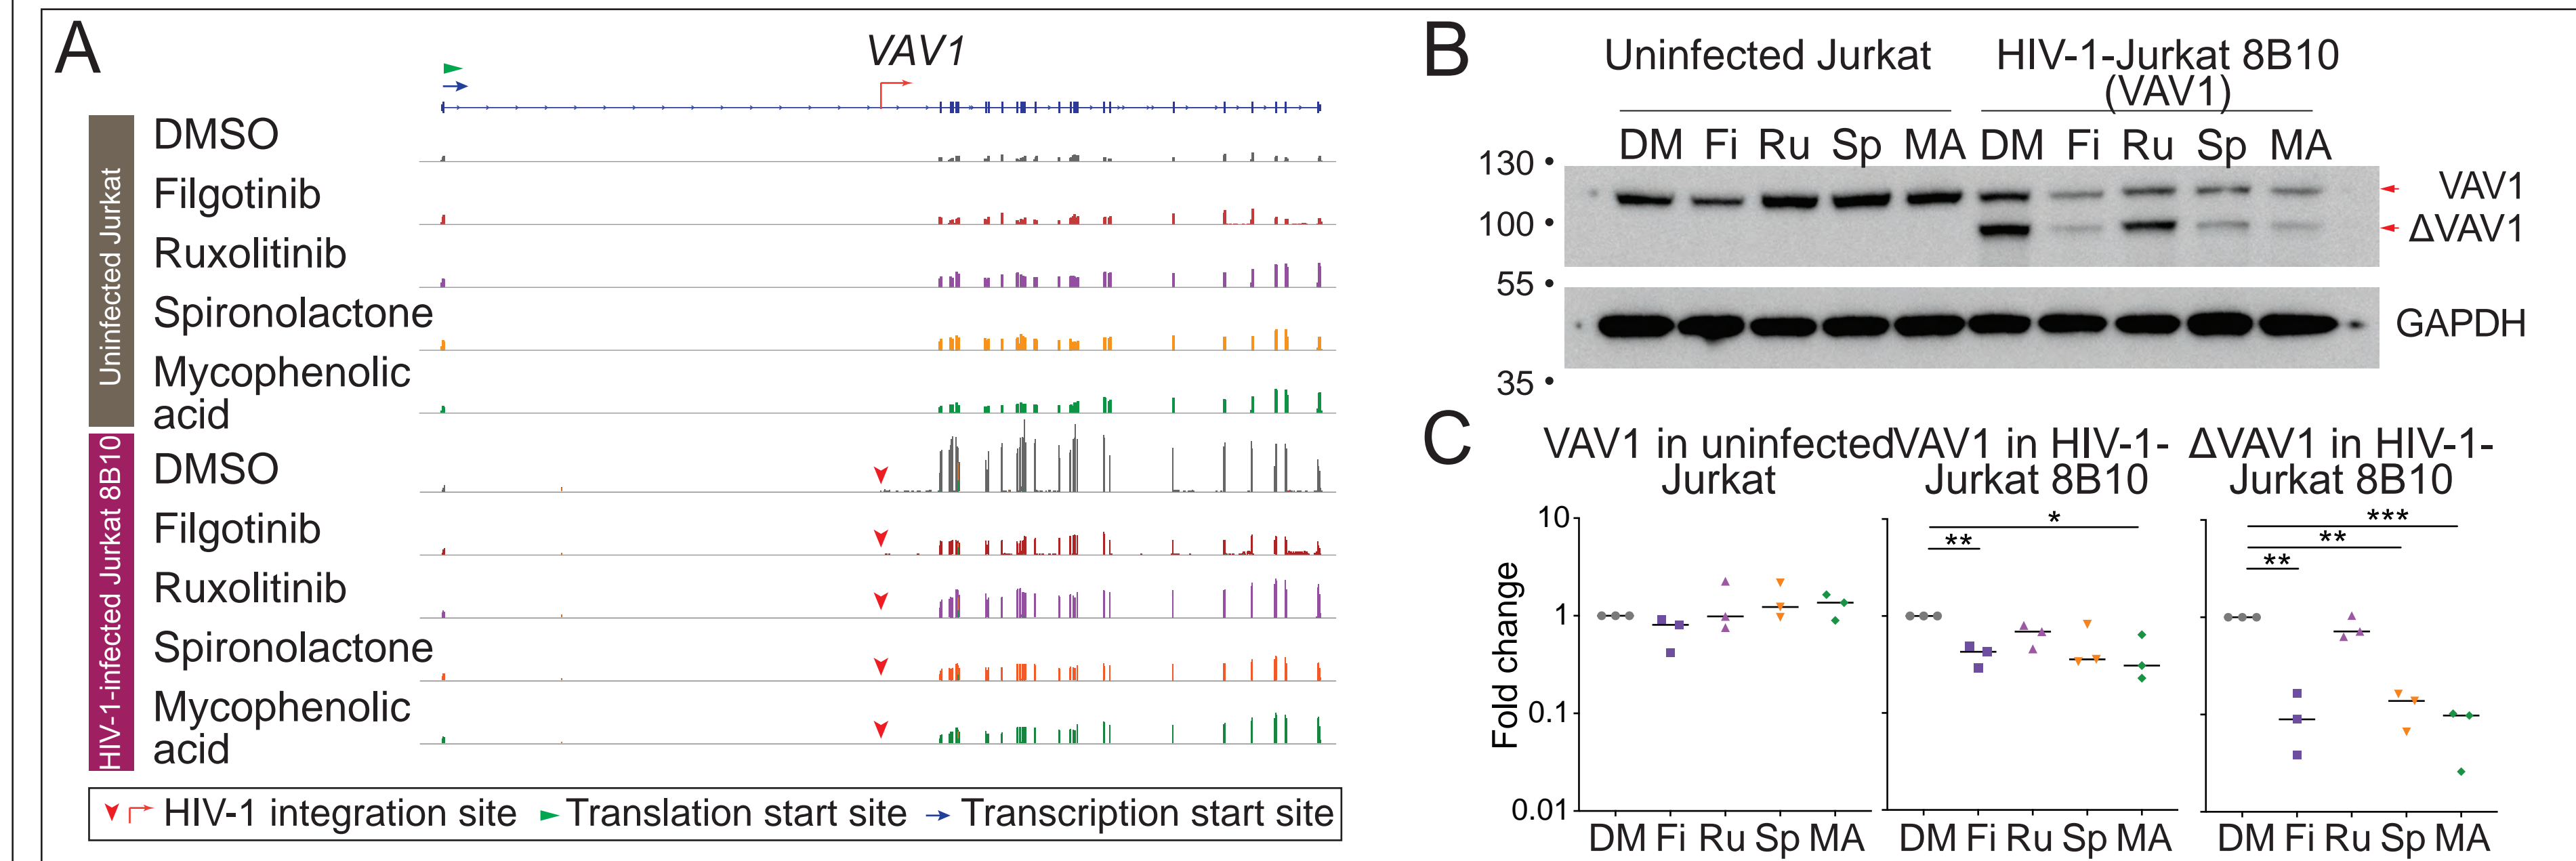 A
VAV1
Uninfected Jurkat
DMSO
Filgotinib
Ruxolitinib
Spironolactone
Mycophenolic
acid
HIV-1-infected Jurkat 8B10
DMSO
Filgotinib
Ruxolitinib
Spironolactone
Mycophenolic
acid
HIV-1 integration site Translation start site Transcription start site
B
Uninfected Jurkat HIV-1-Jurkat 8B10
(VAV1)
DM Fi Ru Sp MA DM Fi Ru Sp MA
130
VAV1
100
ΔVAV1
55
GAPDH
35
C
VAV1 in uninfected
Jurkat
VAV1 in HIV-1-
Jurkat 8B10
ΔVAV1 in HIV-1-
Jurkat 8B10
Fold change
10
1
0.1
0.01
**
*
**
**
***
DM Fi Ru Sp MA
DM Fi Ru Sp MA
DM Fi Ru Sp MA